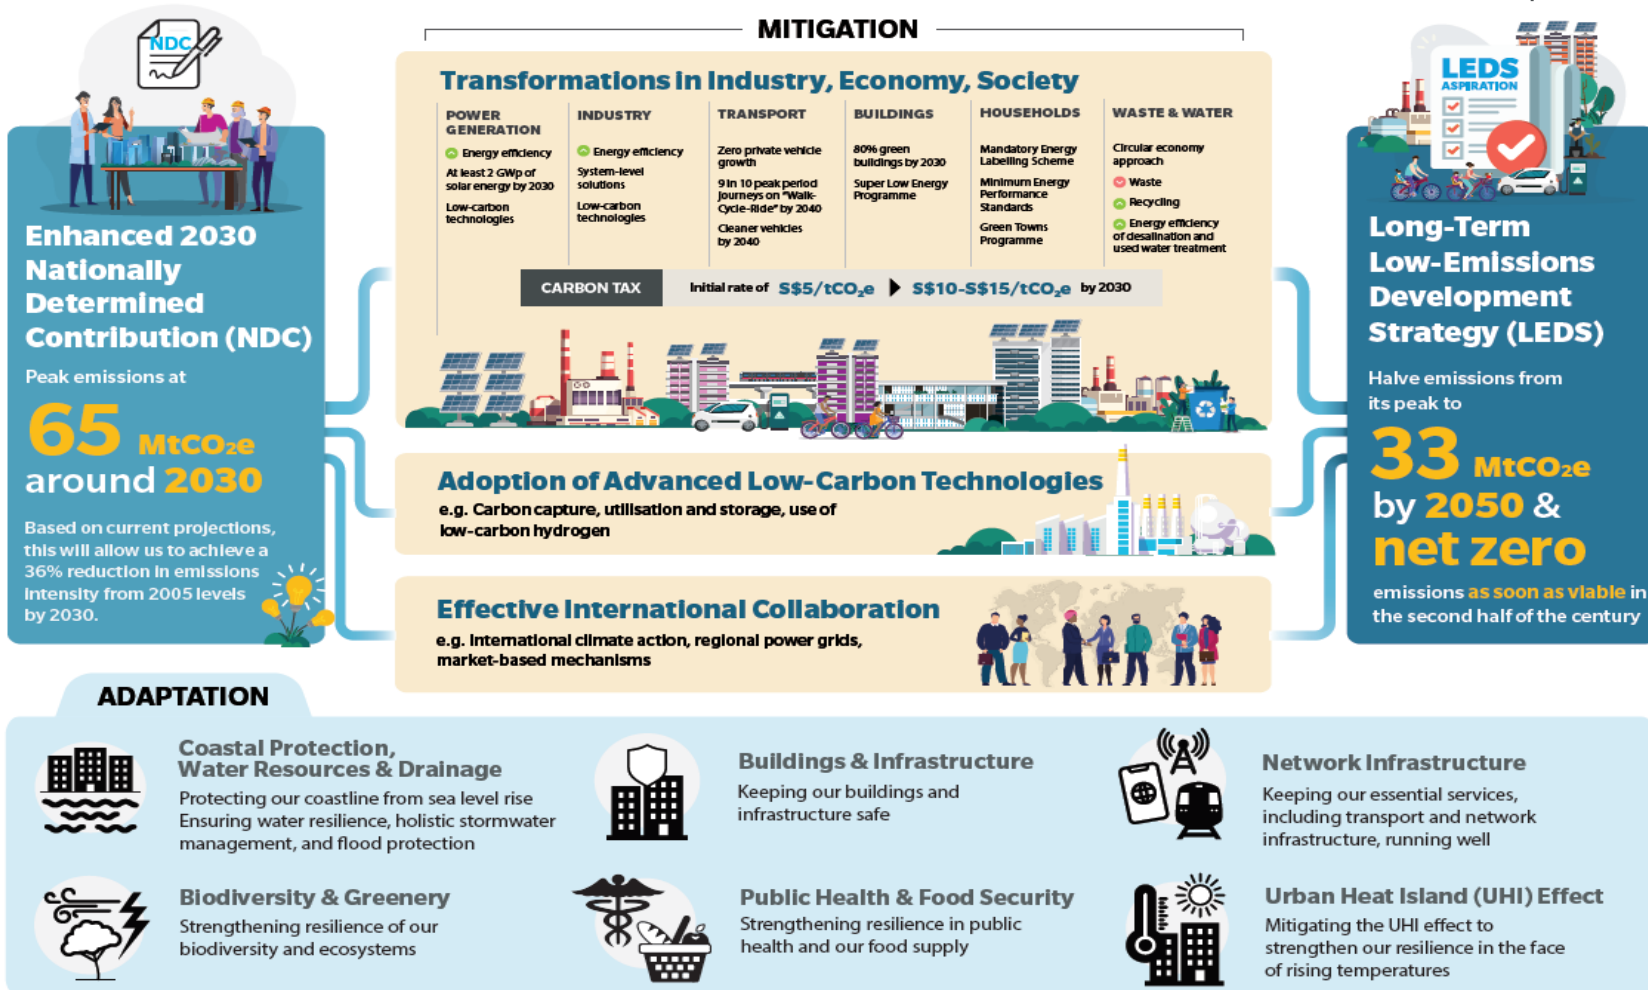 MITIGATION
NDC
Enhanced 2030
Nationally
Determined
Contribution (NDC)
Peak emissions at
65 MtCO₂e
around 2030
Based on current projections,
this will allow us to achieve a
36% reduction in emissions
intensity from 2005 levels
by 2030.
Transformations in Industry, Economy, Society
POWER
GENERATION
Energy efficiency
At least 2 GWp of
solar energy by 2030
Low-carbon
technologies
INDUSTRY
Energy efficiency
System-level
solutions
Low-carbon
technologies
TRANSPORT
Zero private vehicle
growth
9 in 10 peak period
journeys on "Walk-
Cycle-Ride" by 2040
Cleaner vehicles
by 2040
BUILDINGS
80% green
buildings by 2030
Super Low Energy
Programme
HOUSEHOLDS
Mandatory Energy
Labelling Scheme
Minimum Energy
Performance
Standards
Green Towns
Programme
WASTE & WATER
Circular economy
approach
Waste
Recycling
Energy efficiency
of desalination and
used water treatment
CARBON TAX Initial rate of S$5/tCO₂e S$10-S$15/tCO₂e by 2030
Adoption of Advanced Low-Carbon Technologies
e.g. Carbon capture, utilisation and storage, use of
low-carbon hydrogen
Effective International Collaboration
e.g. International climate action, regional power grids,
market-based mechanisms
LEDS
ASPIRATION
Long-Term
Low-Emissions
Development
Strategy (LEDS)
Halve emissions from
its peak to
33 MtCO₂e
by 2050 &
net zero
emissions as soon as viable in
the second half of the century
ADAPTATION
Coastal Protection,
Water Resources & Drainage
Protecting our coastline from sea level rise
Ensuring water resilience, holistic stormwater
management, and flood protection
Buildings & Infrastructure
Keeping our buildings and
infrastructure safe
Network Infrastructure
Keeping our essential services,
including transport and network
infrastructure, running well
Biodiversity & Greenery
Strengthening resilience of our
biodiversity and ecosystems
Public Health & Food Security
Strengthening resilience in public
health and our food supply
Urban Heat Island (UHI) Effect
Mitigating the UHI effect to
strengthen our resilience in the face
of rising temperatures